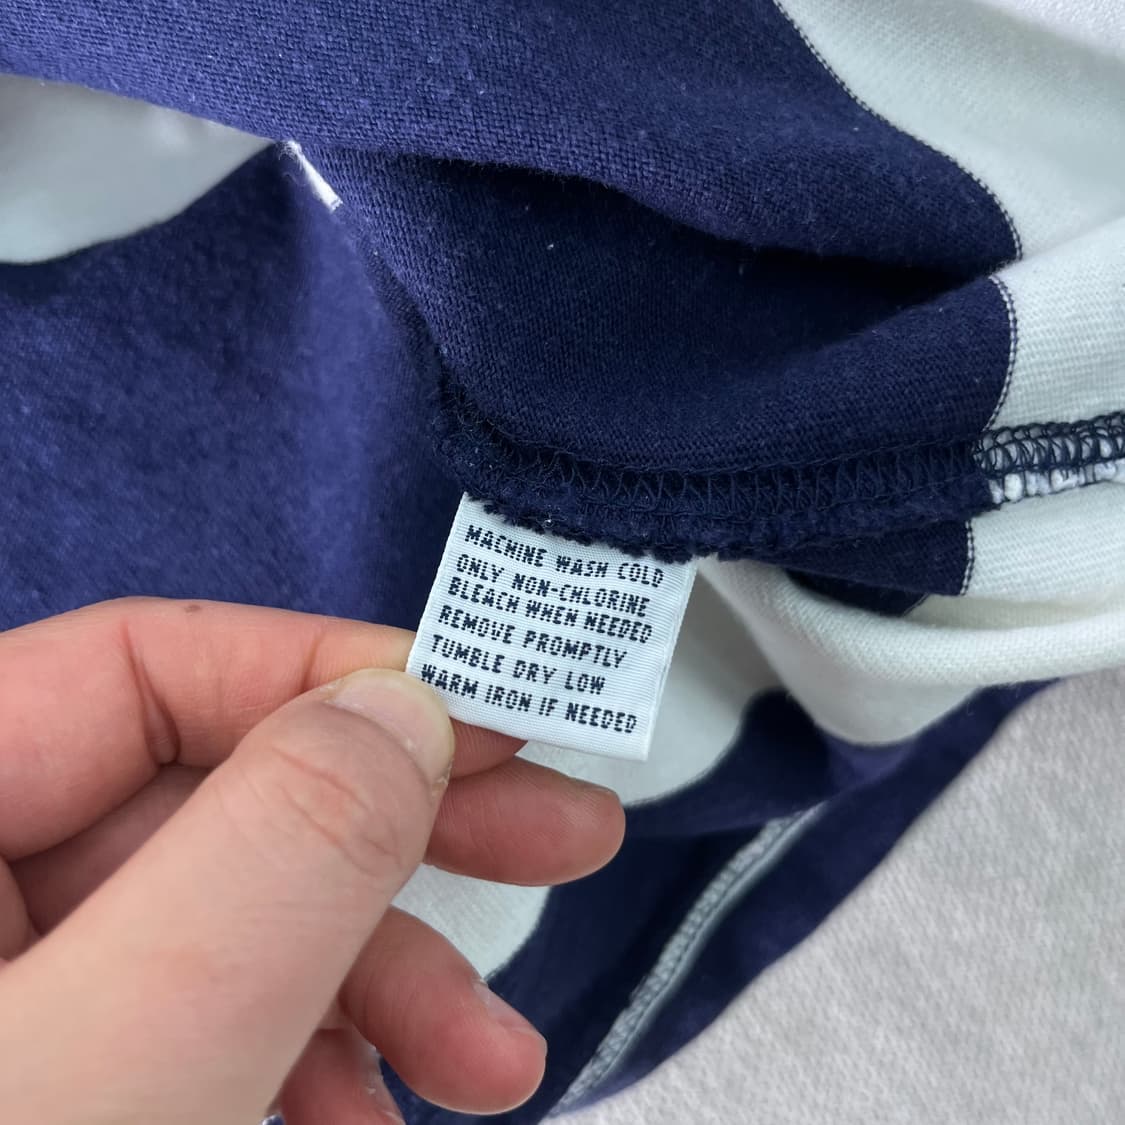 MACHINE WASH COLD
ONLY NON-CHLORINE
BLEACH WHEN NEEDED
REMOVE PROMPTLY
TUMBLE DRY LOW
WARM IRON IF NEEDED